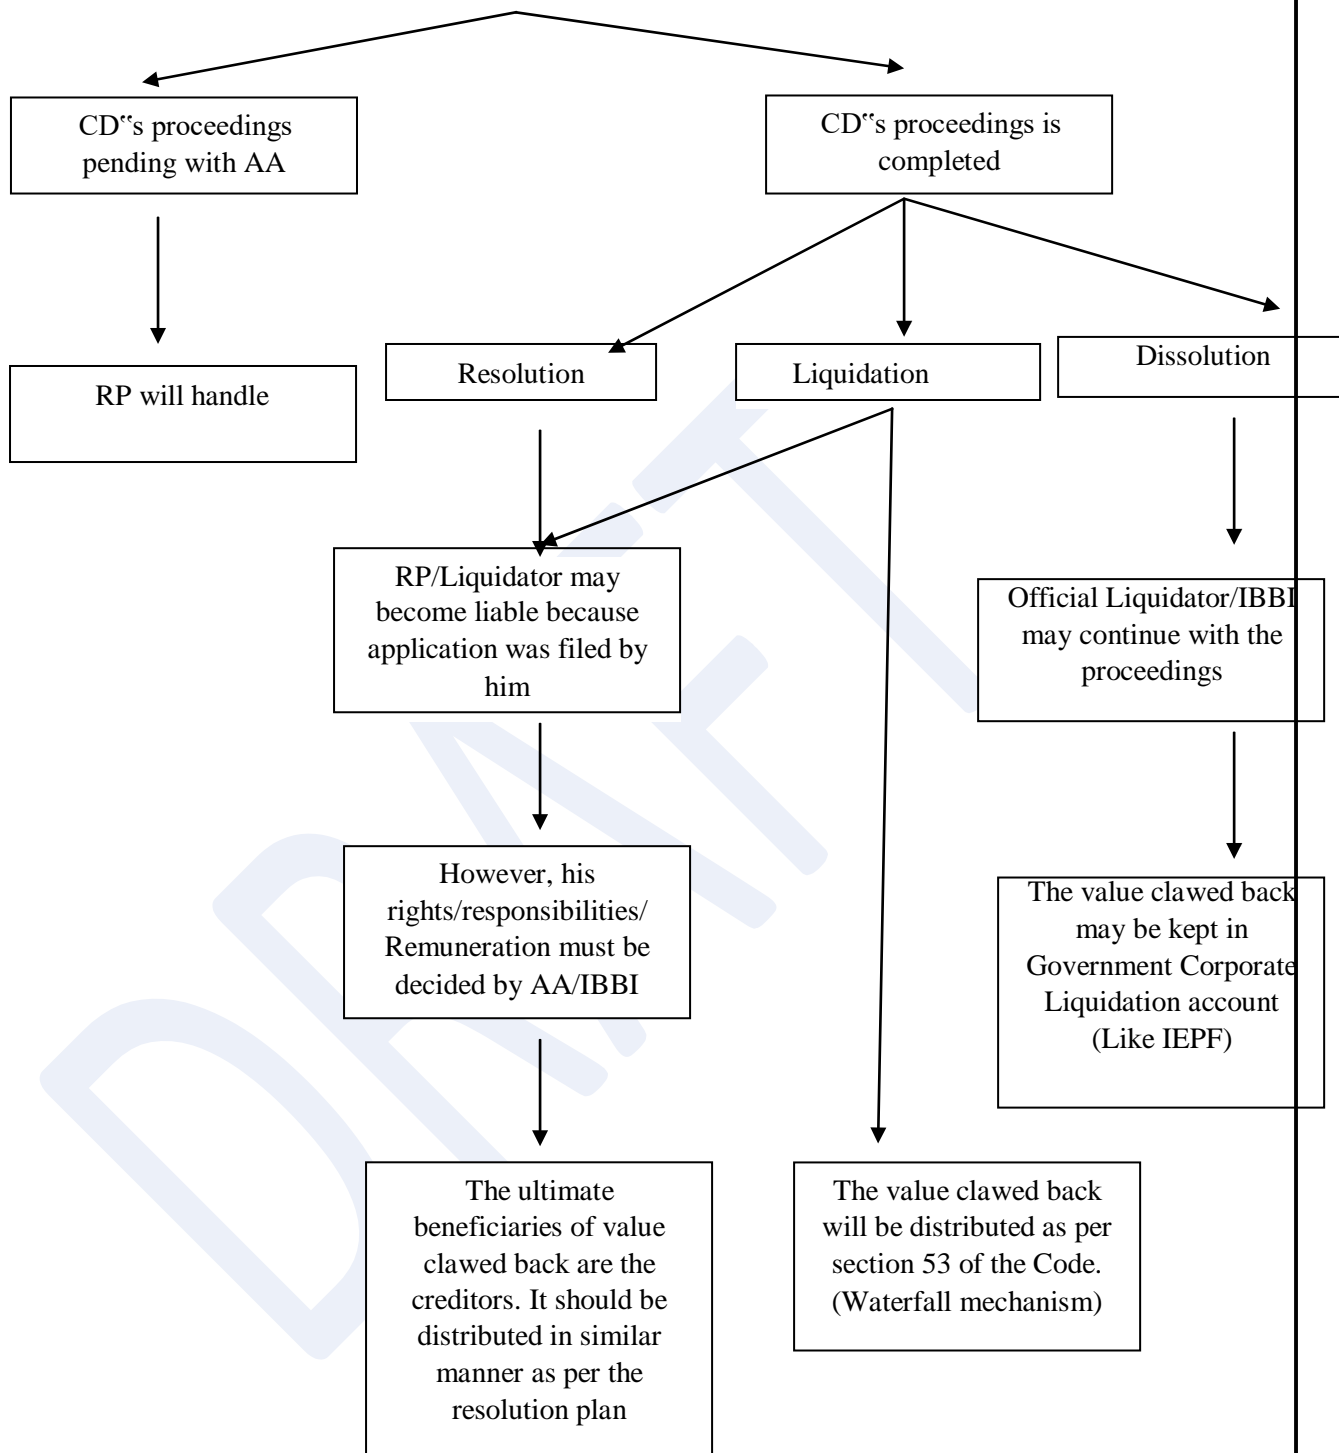 CD‟s proceedings
pending with AA
CD‟s proceedings is
completed
RP will handle
Resolution
Liquidation
Dissolution
RP/Liquidator may
become liable because
application was filed by
him
Official Liquidator/IBBI
may continue with the
proceedings
However, his
rights/responsibilities/
Remuneration must be
decided by AA/IBBI
The value clawed back
may be kept in
Government Corporate
Liquidation account
(Like IEPF)
The ultimate
beneficiaries of value
clawed back are the
creditors. It should be
distributed in similar
manner as per the
resolution plan
The value clawed back
will be distributed as per
section 53 of the Code.
(Waterfall mechanism)
DRAFT